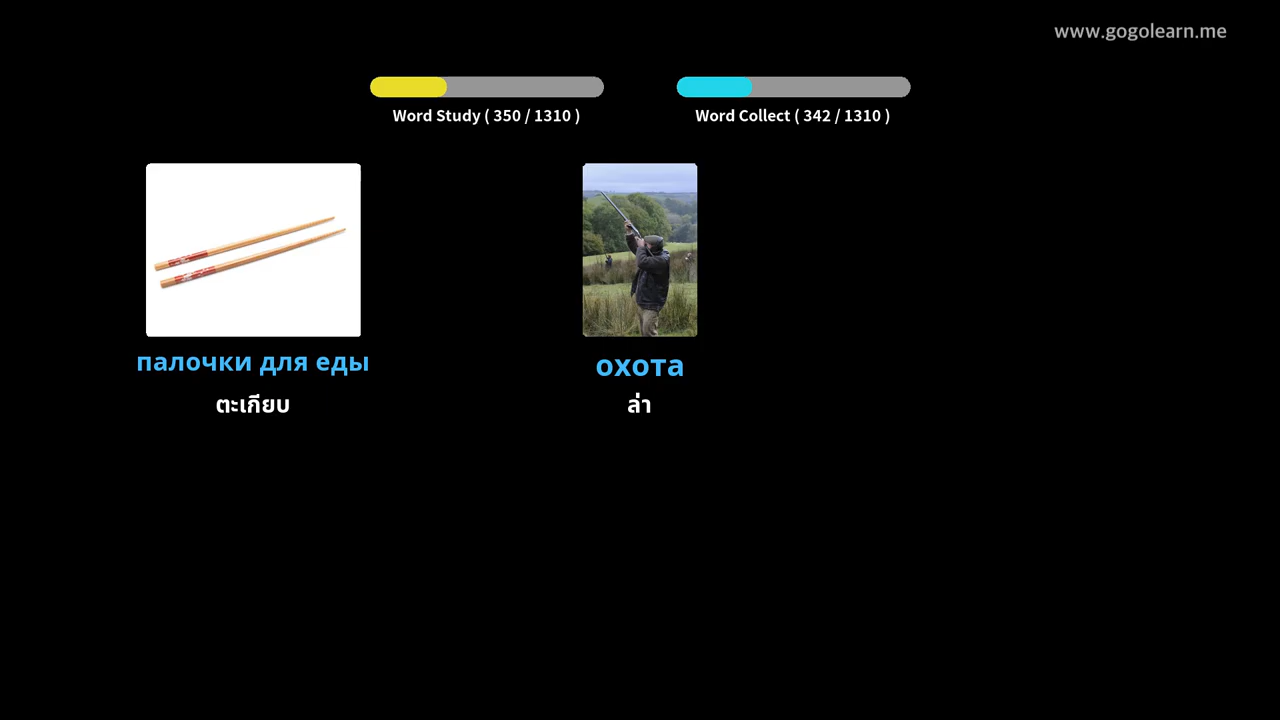 www.gogolearn.me
Word Study ( 350 / 1310 )
Word Collect ( 342 / 1310 )
палочки для еды
ตะเกียบ
охота
ล่า